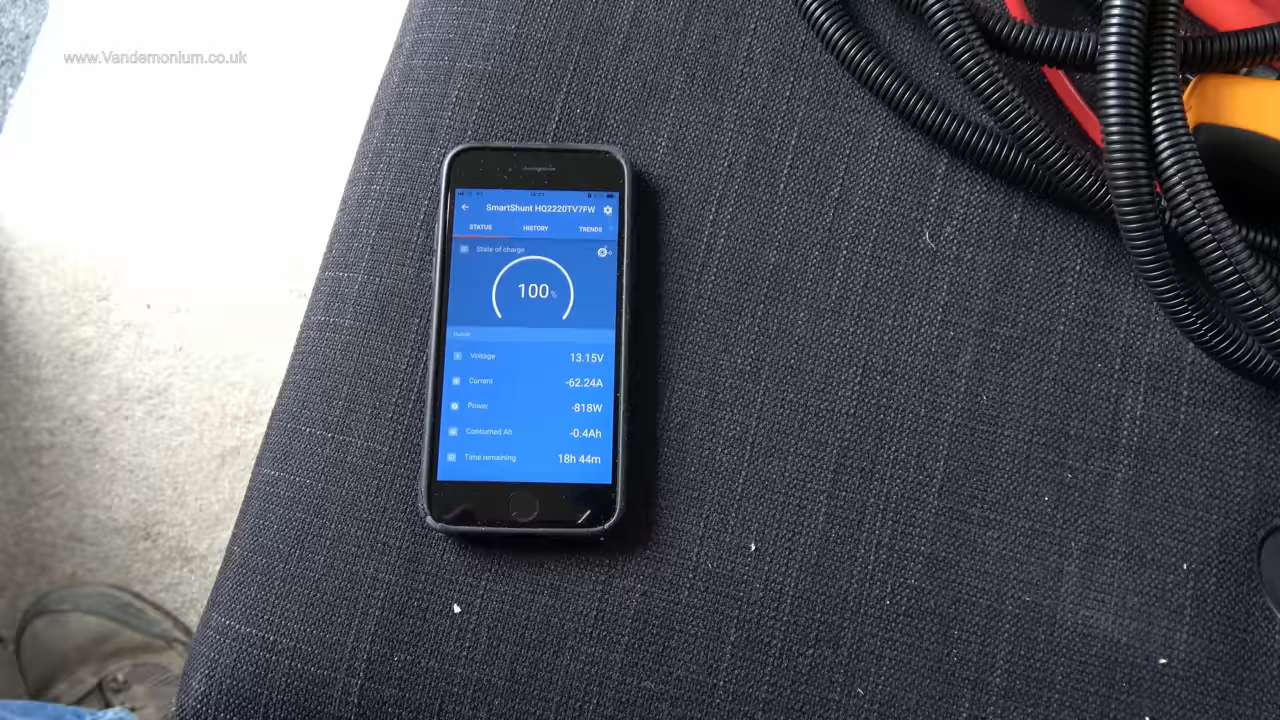 www.Vandemonium.co.uk
SmartShunt HQ2220TV7FW
STATUS HISTORY TRENDS
State of charge
100%
Voltage 13.15V
Current -62.24A
Power -818W
Consumed Ah -0.4Ah
Time remaining 18h 44m